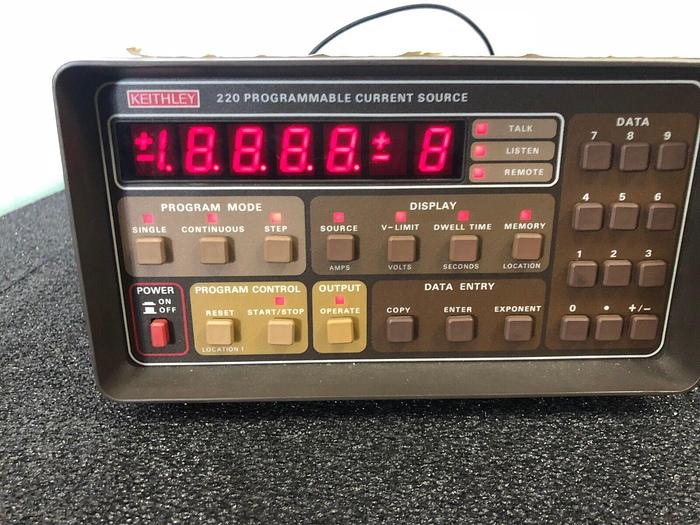 KEITHLEY 220 PROGRAMMABLE CURRENT SOURCE
±1.8.8.8.8.± 8
TALK
LISTEN
REMOTE
DATA
7 8 9
4 5 6
1 2 3
0 • +/−
PROGRAM MODE
SINGLE CONTINUOUS STEP
DISPLAY
SOURCE V-LIMIT DWELL TIME MEMORY
AMPS VOLTS SECONDS LOCATION
POWER
ON
OFF
PROGRAM CONTROL
RESET START/STOP
LOCATION 1
OUTPUT
OPERATE
DATA ENTRY
COPY ENTER EXPONENT